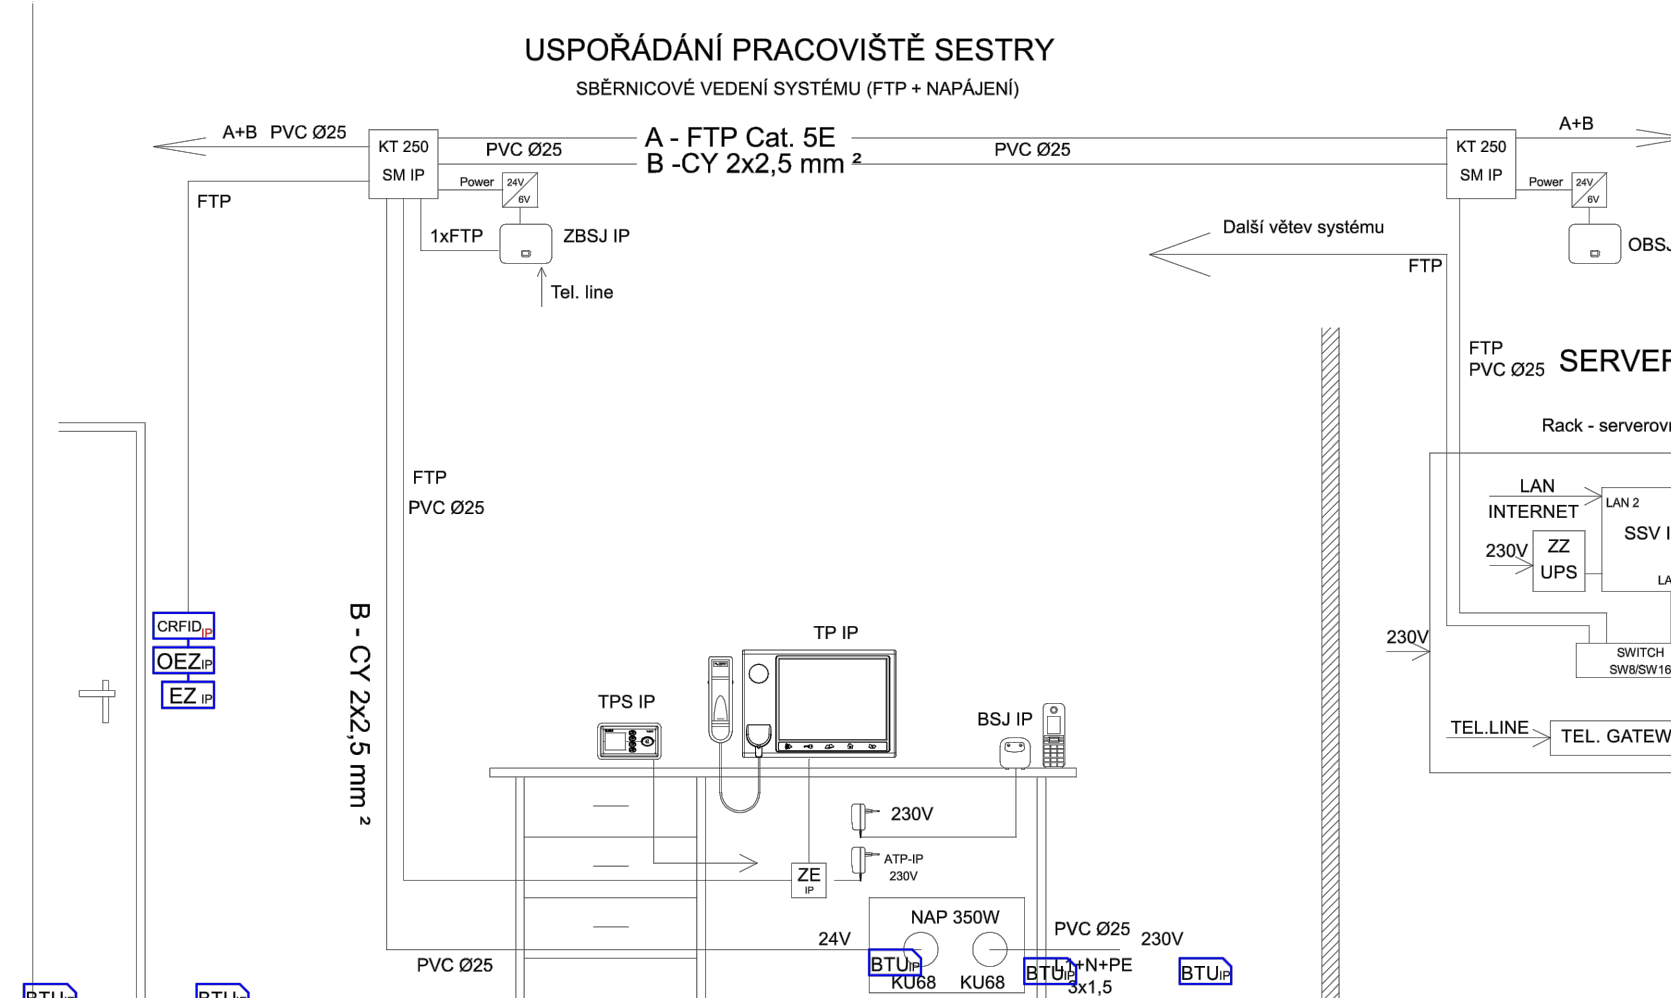 USPOŘÁDÁNÍ PRACOVIŠTĚ SESTRY
SBĚRNICOVÉ VEDENÍ SYSTÉMU (FTP + NAPÁJENÍ)
A+B PVC Ø25
KT 250
SM IP
PVC Ø25
A - FTP Cat. 5E
B -CY 2x2,5 mm ²
PVC Ø25
KT 250
SM IP
A+B
FTP
Power
24V
6V
1xFTP
ZBSJ IP
Tel. line
Power
24V
6V
OBSJ
Další větev systému
FTP
FTP
PVC Ø25
SERVER
Rack - serverov
FTP
PVC Ø25
LAN
INTERNET
LAN 2
SSV I
230V
ZZ
UPS
LA
230V
SWITCH
SW8/SW16
TEL.LINE
TEL. GATEW
B - CY 2x2,5 mm ²
CRFID IP
OEZ IP
EZ IP
TP IP
TPS IP
BSJ IP
230V
ATP-IP
230V
ZE
IP
NAP 350W
24V
PVC Ø25
230V
PVC Ø25
BTU IP
KU68
KU68
BTU IP
L1+N+PE
3x1,5
BTU IP
BTU IP
BTU IP